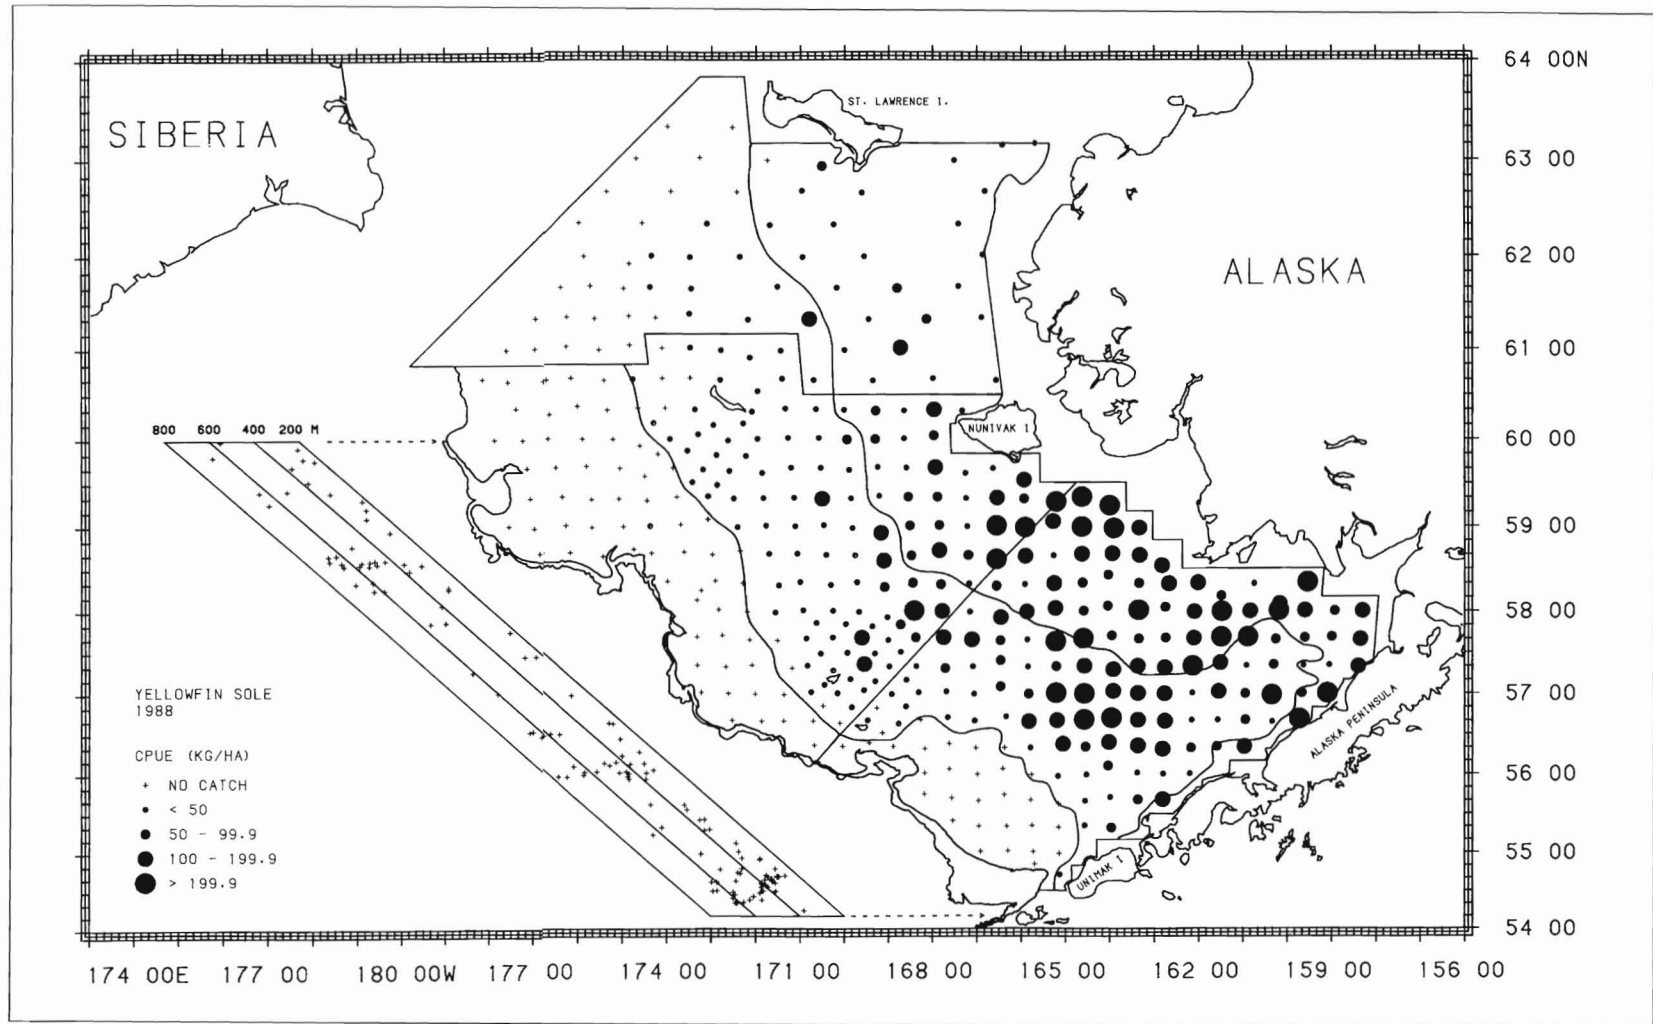 64 00N
ST. LAWRENCE I.
SIBERIA
63 00
62 00
ALASKA
61 00
NUNIVAK I
800 600 400 200 M
60 00
59 00
58 00
YELLOWFIN SOLE
1988
57 00
ALASKA PENINSULA
CPUE (KG/HA)
+ NO CATCH
• < 50
56 00
● 50 - 99.9
● 100 - 199.9
● > 199.9
55 00
UNIMAK I
54 00
174 00E 177 00 180 00W 177 00 174 00 171 00 168 00 165 00 162 00 159 00 156 00